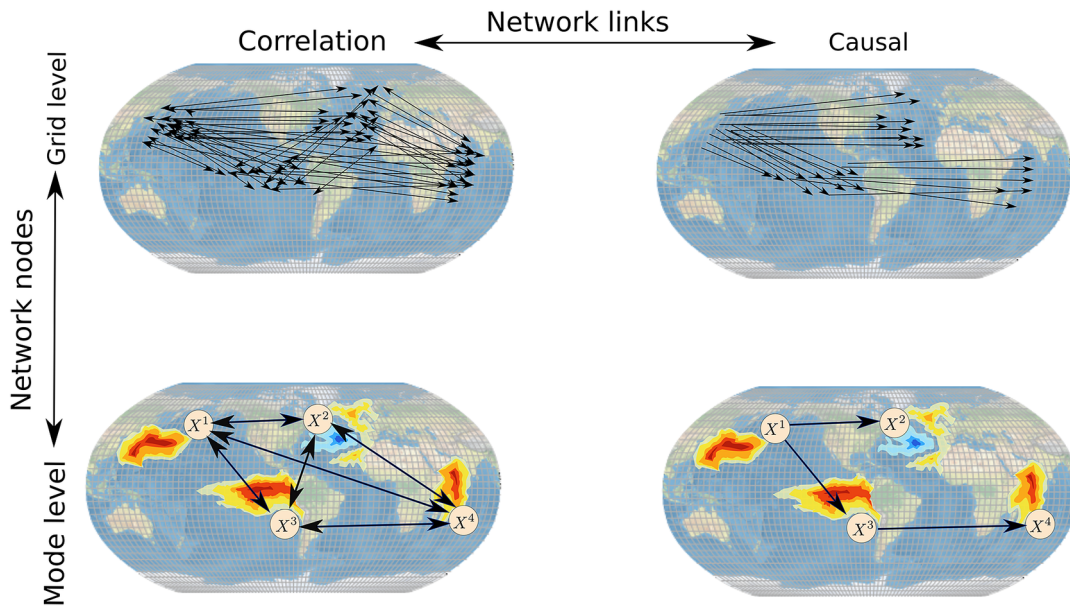 Network links
Correlation
Causal
Grid level
Network nodes
Mode level
X¹
X²
X³
X⁴
X¹
X²
X³
X⁴